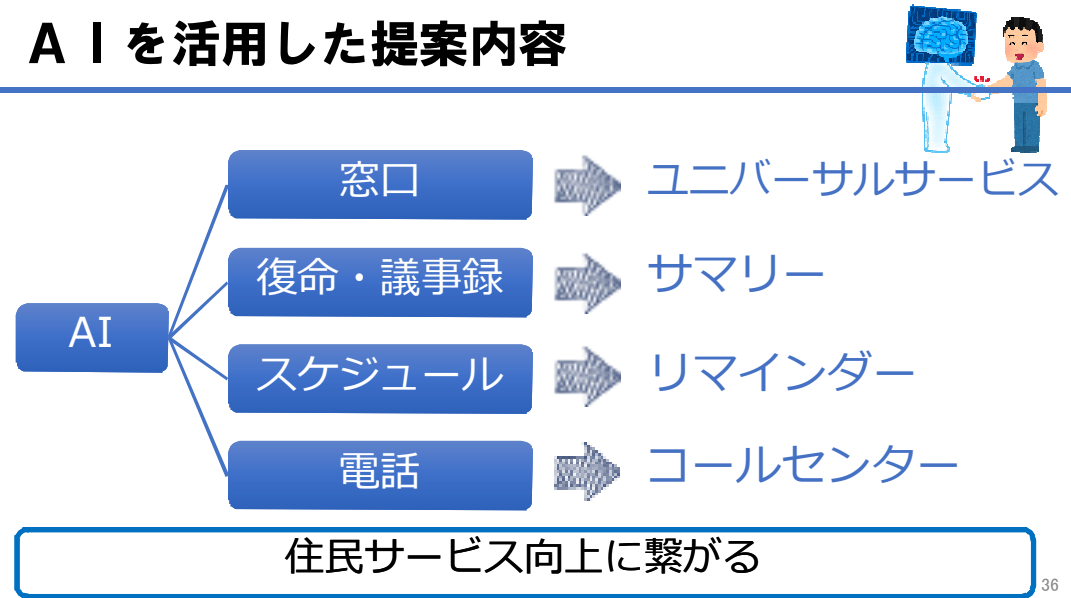 ＡＩを活用した提案内容
窓口
ユニバーサルサービス
復命・議事録
サマリー
AI
スケジュール
リマインダー
電話
コールセンター
住民サービス向上に繋がる
36